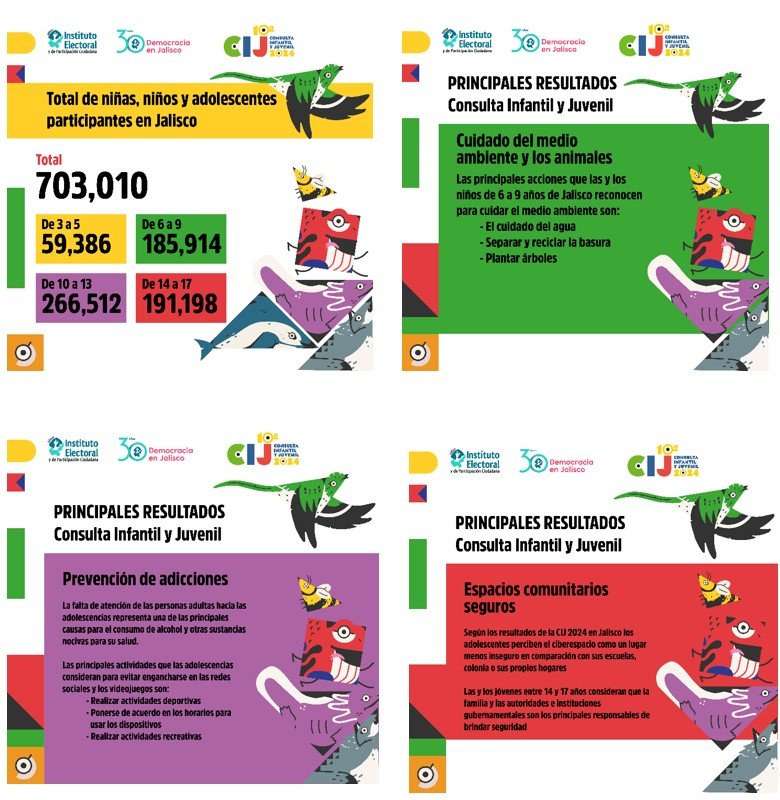 Instituto
Electoral
y de Participación Ciudadana
30 años
Democracia
en Jalisco
CIJ
10ª
CONSULTA
INFANTIL
Y JUVENIL
2024
Total de niñas, niños y adolescentes
participantes en Jalisco
Total
703,010
De 3 a 5
59,386
De 6 a 9
185,914
De 10 a 13
266,512
De 14 a 17
191,198
Instituto
Electoral
y de Participación Ciudadana
30 años
Democracia
en Jalisco
CIJ
10ª
CONSULTA
INFANTIL
Y JUVENIL
2024
PRINCIPALES RESULTADOS
Consulta Infantil y Juvenil
Cuidado del medio
ambiente y los animales
Las principales acciones que las y los
niños de 6 a 9 años de Jalisco reconocen
para cuidar el medio ambiente son:
- El cuidado del agua
- Separar y reciclar la basura
- Plantar árboles
Instituto
Electoral
y de Participación Ciudadana
30 años
Democracia
en Jalisco
CIJ
10ª
CONSULTA
INFANTIL
Y JUVENIL
2024
PRINCIPALES RESULTADOS
Consulta Infantil y Juvenil
Prevención de adicciones
La falta de atención de las personas adultas hacia las
adolescencias representa una de las principales
causas para el consumo de alcohol y otras sustancias
nocivas para su salud.
Las principales actividades que las adolescencias
consideran para evitar engancharse en las redes
sociales y los videojuegos son:
- Realizar actividades deportivas
- Ponerse de acuerdo en los horarios para
usar los dispositivos
- Realizar actividades recreativas
Instituto
Electoral
y de Participación Ciudadana
30 años
Democracia
en Jalisco
CIJ
10ª
CONSULTA
INFANTIL
Y JUVENIL
2024
PRINCIPALES RESULTADOS
Consulta Infantil y Juvenil
Espacios comunitarios
seguros
Según los resultados de la CIJ 2024 en Jalisco los
adolescentes perciben el ciberespacio como un lugar
menos inseguro en comparación con sus escuelas,
colonia o sus propios hogares
Las y los jóvenes entre 14 y 17 años consideran que la
familia y las autoridades e instituciones
gubernamentales son los principales responsables de
brindar seguridad